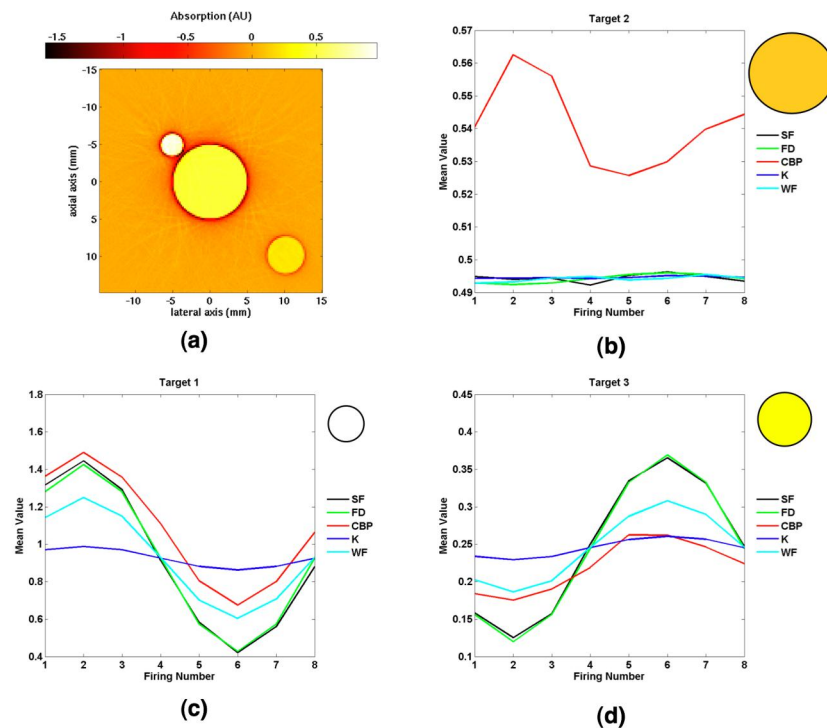 Absorption (AU)
-1.5 -1 -0.5 0 0.5
-15
-10
-5
0
5
10
-10 -5 0 5 10 15
axial axis (mm)
lateral axis (mm)
(a)
Target 2
0.57
0.56
0.55
0.54
0.53
0.52
0.51
0.5
0.49
1 2 3 4 5 6 7 8
Mean Value
Firing Number
SF
FD
CBP
K
WF
(b)
Target 1
1.8
1.6
1.4
1.2
1
0.8
0.6
0.4
1 2 3 4 5 6 7 8
Mean Value
Firing Number
SF
FD
CBP
K
WF
(c)
Target 3
0.45
0.4
0.35
0.3
0.25
0.2
0.15
0.1
1 2 3 4 5 6 7 8
Mean Value
Firing Number
SF
FD
CBP
K
WF
(d)